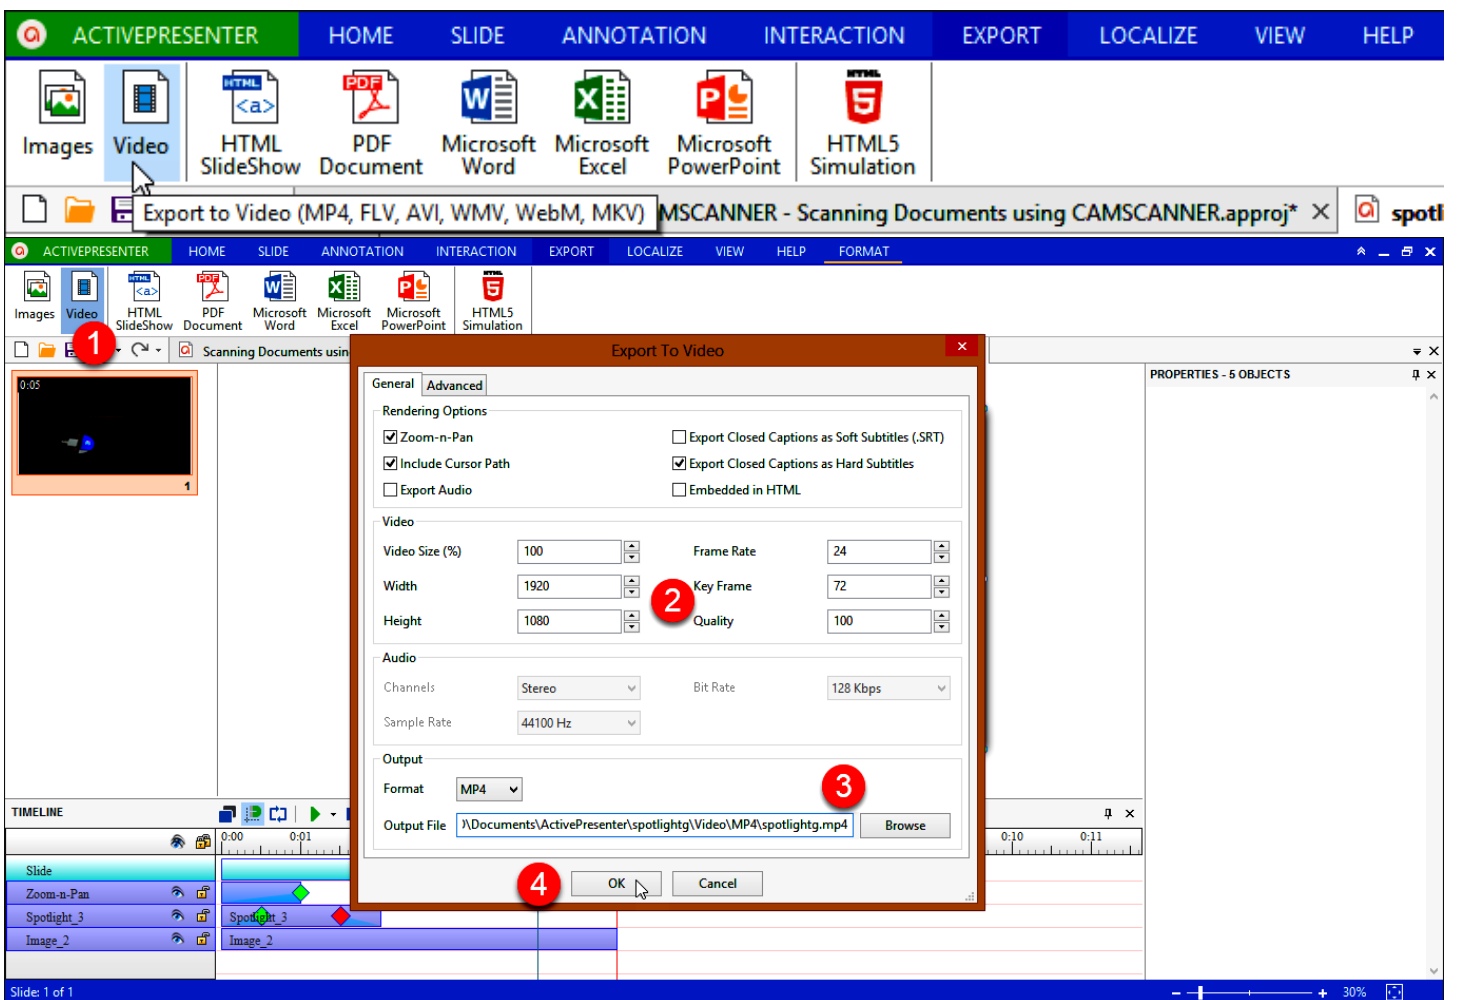 ACTIVEPRESENTER HOME SLIDE ANNOTATION INTERACTION EXPORT LOCALIZE VIEW HELP
Images Video HTML SlideShow PDF Document Microsoft Word Microsoft Excel Microsoft PowerPoint HTML5 Simulation
Export to Video (MP4, FLV, AVI, WMV, WebM, MKV) MSCANNER - Scanning Documents using CAMSCANNER.approj* spotli
ACTIVEPRESENTER HOME SLIDE ANNOTATION INTERACTION EXPORT LOCALIZE VIEW HELP FORMAT
Images Video HTML SlideShow PDF Document Microsoft Word Microsoft Excel Microsoft PowerPoint HTML5 Simulation
1
Scanning Documents usin
Export To Video
0:05
1
General Advanced
Rendering Options
Zoom-n-Pan Export Closed Captions as Soft Subtitles (.SRT)
Include Cursor Path Export Closed Captions as Hard Subtitles
Export Audio Embedded in HTML
Video
Video Size (%) 100 Frame Rate 24
Width 1920 2 Key Frame 72
Height 1080 Quality 100
Audio
Channels Stereo Bit Rate 128 Kbps
Sample Rate 44100 Hz
Output
Format MP4 3
Output File )\Documents\ActivePresenter\spotlightg\Video\MP4\spotlightg.mp4 Browse
4 OK Cancel
PROPERTIES - 5 OBJECTS
TIMELINE
0:00 0:01 0:10 0:11
Slide
Zoom-n-Pan
Spotlight_3 Spotlight_3
Image_2 Image_2
Slide: 1 of 1 30%